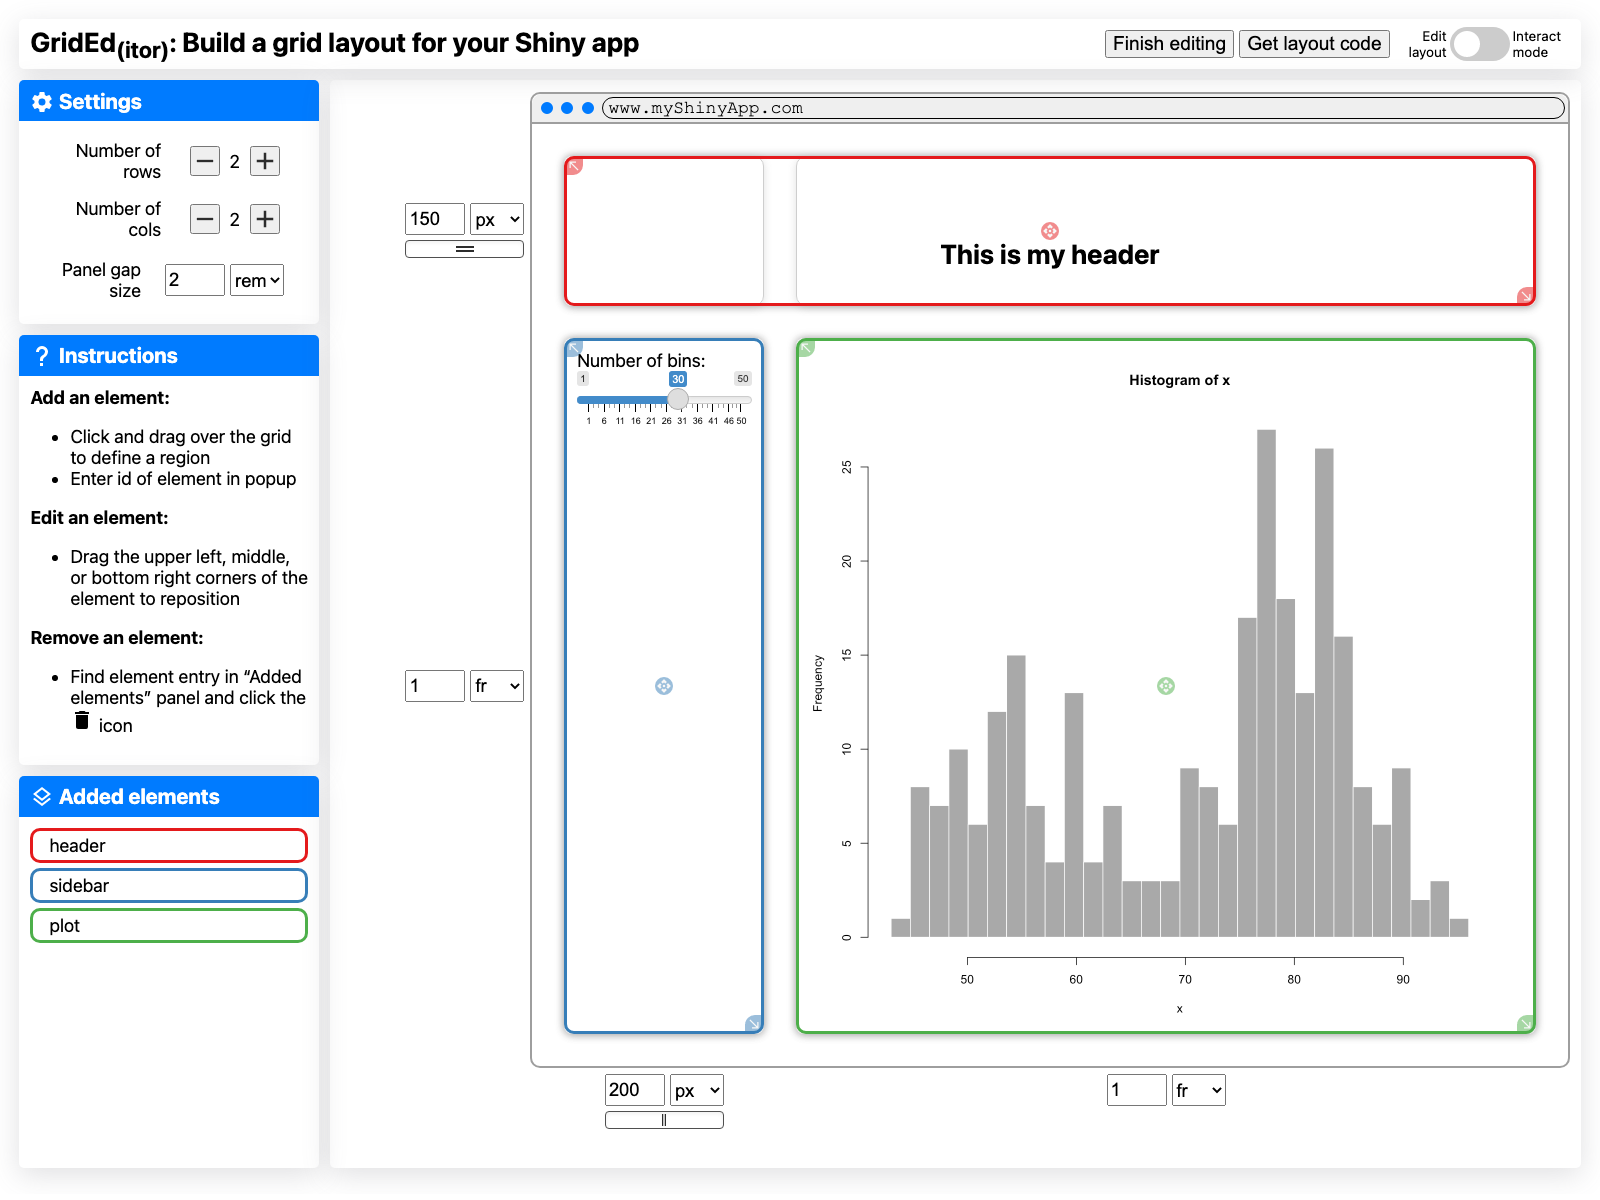 GridEd(itor): Build a grid layout for your Shiny app
Finish editing
Get layout code
Edit layout
Interact mode
Settings
Number of rows
2
Number of cols
2
Panel gap size
2
rem
Instructions
Add an element:
Click and drag over the grid
to define a region
Enter id of element in popup
Edit an element:
Drag the upper left, middle,
or bottom right corners of the
element to reposition
Remove an element:
Find element entry in “Added
elements” panel and click the
icon
Added elements
header
sidebar
plot
www.myShinyApp.com
150
px
This is my header
1
fr
Number of bins:
1 30 50
1 6 11 16 21 26 31 36 41 46 50
Histogram of x
Frequency
25
20
15
10
5
0
50 60 70 80 90
x
200
px
1
fr